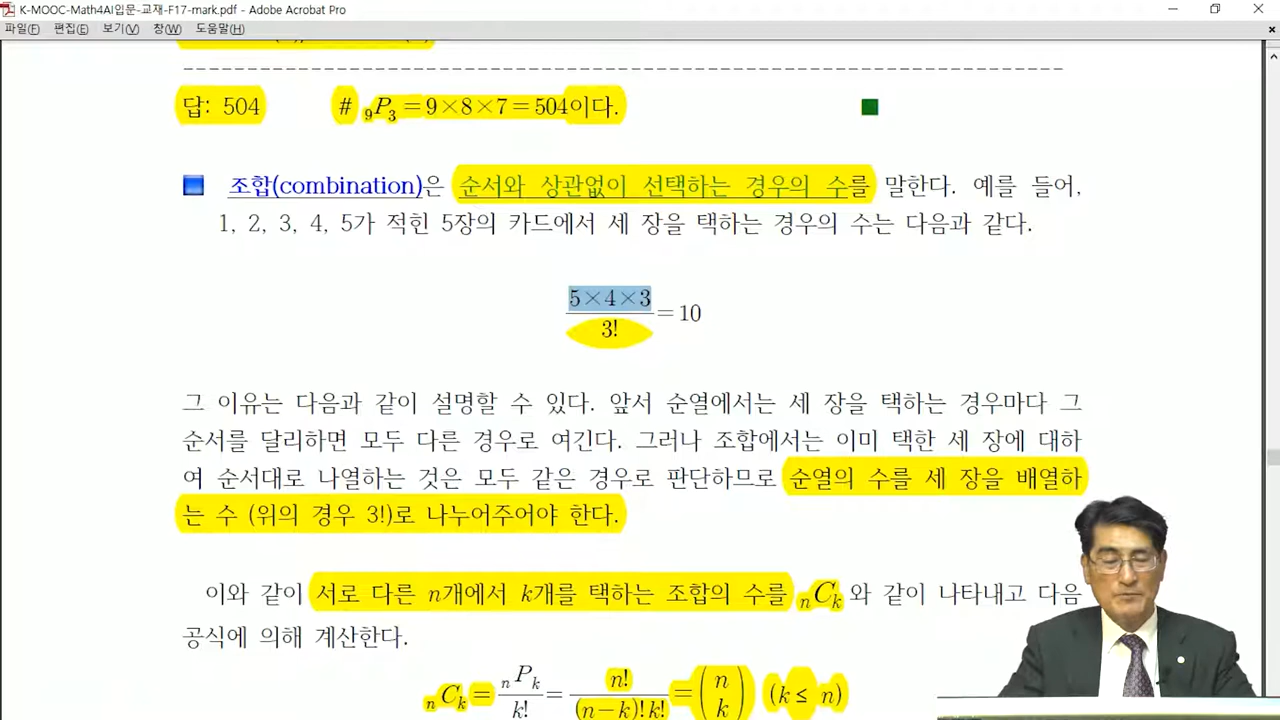 K-MOOC-Math4AI입문-교재-F17-mark.pdf - Adobe Acrobat Pro
파일(F) 편집(E) 보기(V) 창(W) 도움말(H)
답: 504 # ₉P₃ = 9×8×7 = 504이다.
조합(combination)은 순서와 상관없이 선택하는 경우의 수를 말한다. 예를 들어,
1, 2, 3, 4, 5가 적힌 5장의 카드에서 세 장을 택하는 경우의 수는 다음과 같다.
5×4×3
3!
= 10
그 이유는 다음과 같이 설명할 수 있다. 앞서 순열에서는 세 장을 택하는 경우마다 그
순서를 달리하면 모두 다른 경우로 여긴다. 그러나 조합에서는 이미 택한 세 장에 대하
여 순서대로 나열하는 것은 모두 같은 경우로 판단하므로 순열의 수를 세 장을 배열하
는 수 (위의 경우 3!)로 나누어주어야 한다.
이와 같이 서로 다른 n개에서 k개를 택하는 조합의 수를 ₙCₖ와 같이 나타내고 다음
공식에 의해 계산한다.
ₙCₖ = ₙPₖ / k! = n! / (n-k)! k! = (n k) (k ≤ n)